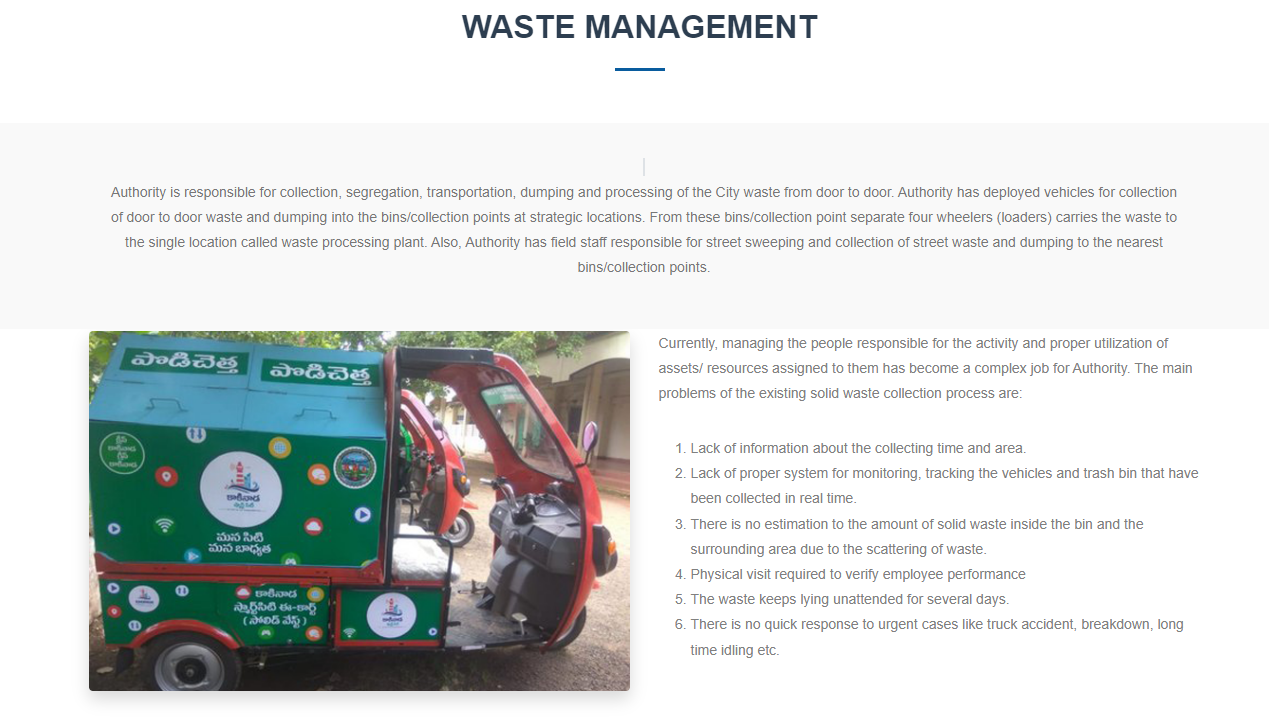 WASTE MANAGEMENT
Authority is responsible for collection, segregation, transportation, dumping and processing of the City waste from door to door. Authority has deployed vehicles for collection
of door to door waste and dumping into the bins/collection points at strategic locations. From these bins/collection point separate four wheelers (loaders) carries the waste to
the single location called waste processing plant. Also, Authority has field staff responsible for street sweeping and collection of street waste and dumping to the nearest
bins/collection points.
పొడిచెత్త
పొడిచెత్త
క్లీన్
కాకినాడ
గ్రీన్
కాకినాడ
కాకినాడ
స్మార్ట్ సిటీ
మన సిటీ
మన బాధ్యత
కాకినాడ
స్మార్ట్‌సిటీ ఈ-కార్ట్
( సోలిడ్ వేస్ట్ )
కాకినాడ
Currently, managing the people responsible for the activity and proper utilization of
assets/ resources assigned to them has become a complex job for Authority. The main
problems of the existing solid waste collection process are:
1. Lack of information about the collecting time and area.
2. Lack of proper system for monitoring, tracking the vehicles and trash bin that have
been collected in real time.
3. There is no estimation to the amount of solid waste inside the bin and the
surrounding area due to the scattering of waste.
4. Physical visit required to verify employee performance
5. The waste keeps lying unattended for several days.
6. There is no quick response to urgent cases like truck accident, breakdown, long
time idling etc.